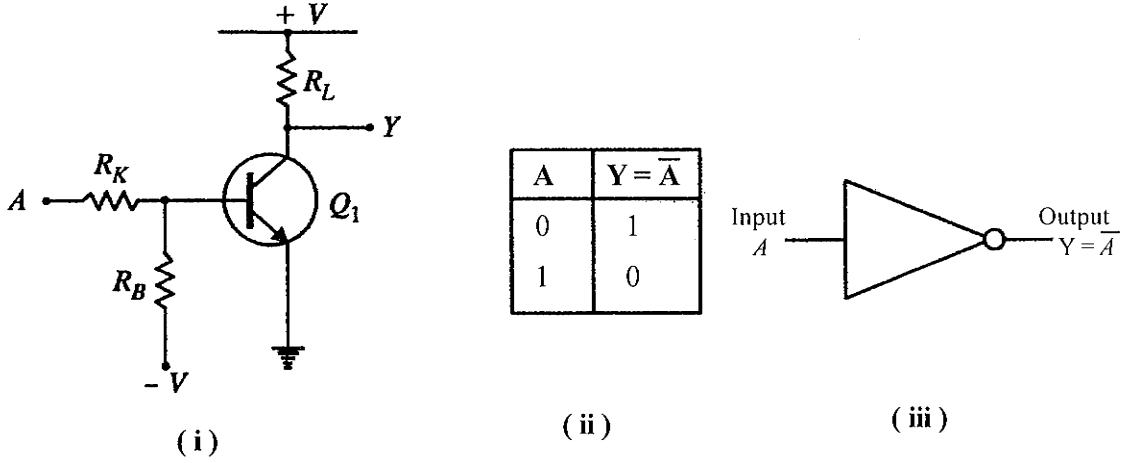 + V
R_L
Y
R_K
A
Q_1
R_B
− V
( i )
A Y = A̅
0 1
1 0
( ii )
Input
A
Output
Y = A̅
( iii )